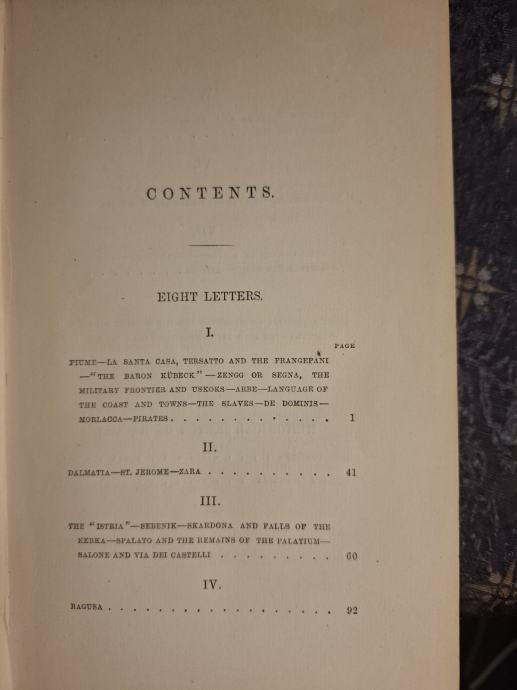 CONTENTS.
EIGHT LETTERS.
I.
PAGE
FIUME—LA SANTA CASA, TERSATTO AND THE FRANGEPANI
—"THE BARON KÜBECK"—ZENGG OR SEGNA, THE
MILITARY FRONTIER AND USKOKS—ARBE—LANGUAGE OF
THE COAST AND TOWNS—THE SLAVES—DE DOMINIS—
MORLACCA—PIRATES . . . . . . . . . . . . 1
II.
DALMATIA—ST. JEROME—ZARA . . . . . . . . . . 41
III.
THE "ISTRIA"—SEBENIK—SKARDONA AND FALLS OF THE
KERKA—SPALATO AND THE REMAINS OF THE PALATIUM—
SALONE AND VIA DEI CASTELLI . . . . . . . . . 60
IV.
RAGUSA . . . . . . . . . . . . . . . . . . 92